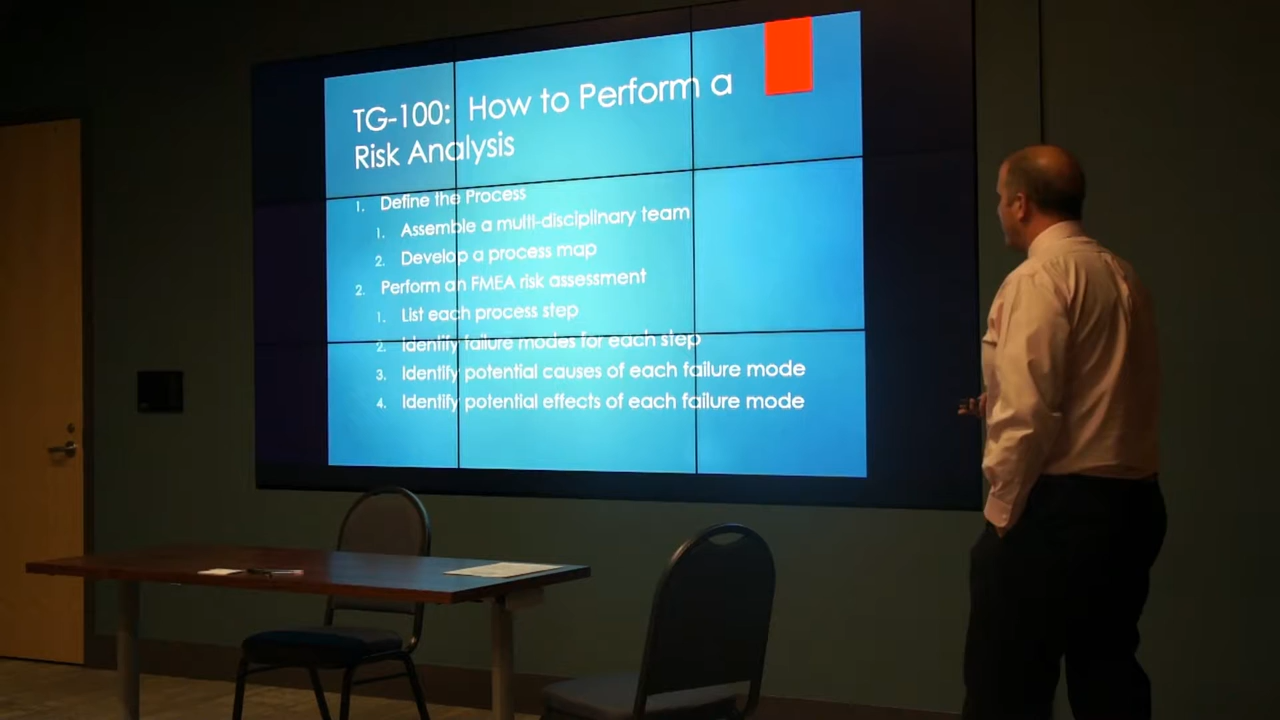 TG-100: How to Perform a
Risk Analysis
1. Define the Process
1. Assemble a multi-disciplinary team
2. Develop a process map
2. Perform an FMEA risk assessment
1. List each process step
2. Identify failure modes for each step
3. Identify potential causes of each failure mode
4. Identify potential effects of each failure mode